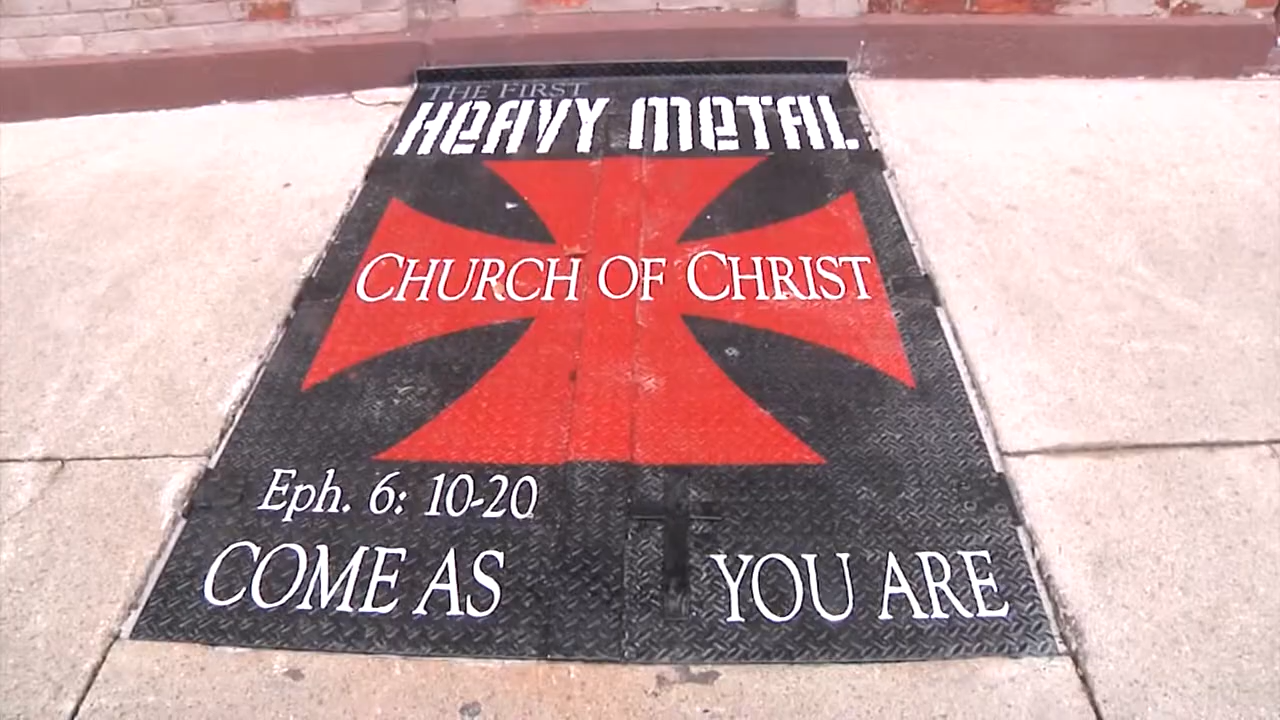 THE FIRST
HEAVY METAL
CHURCH OF CHRIST
Eph. 6: 10-20
COME AS YOU ARE